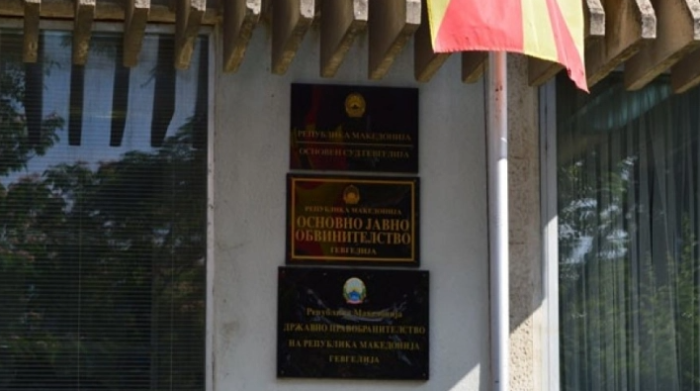 РЕПУБЛИКА МАКЕДОНИЈА
ОСНОВЕН СУД ГЕВГЕЛИЈА
РЕПУБЛИКА МАКЕДОНИЈА
ОСНОВНО ЈАВНО
ОБВИНИТЕЛСТВО
ГЕВГЕЛИЈА
Република Македонија
ДРЖАВНО ПРАВОБРАНИТЕЛСТВО
НА РЕПУБЛИКА МАКЕДОНИЈА
ГЕВГЕЛИЈА